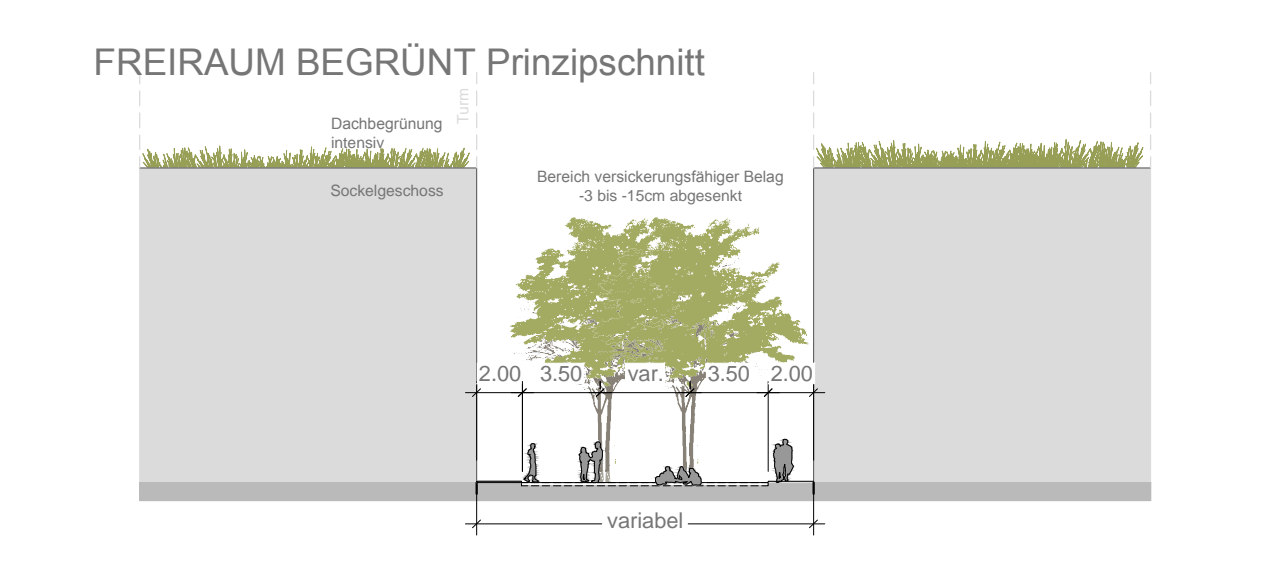 FREIRAUM BEGRÜNT Prinzipschnitt
Turm
Dachbegrünung
intensiv
Sockelgeschoss
Bereich versickerungsfähiger Belag
-3 bis -15cm abgesenkt
2.00 3.50 var. 3.50 2.00
variabel